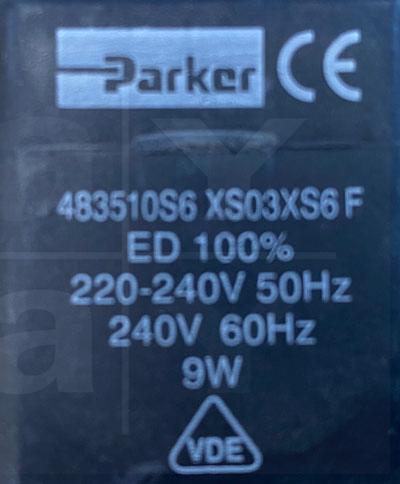 Parker CE
483510S6 XS03XS6 F
ED 100%
220-240V 50Hz
240V 60Hz
9W
VDE